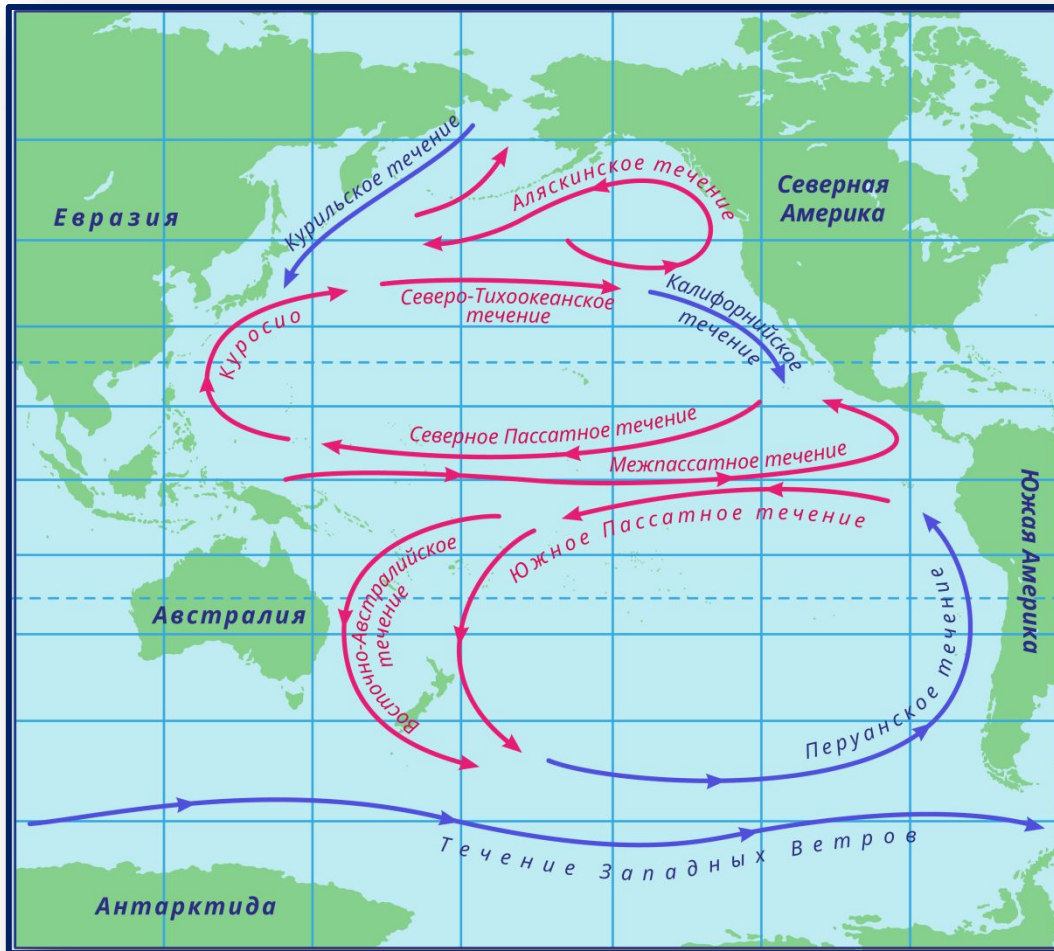 Курильское течение
Аляскинское течение
Северная
Америка
Евразия
Северо-Тихоокеанское
течение
Калифорнийское
течение
Куросио
Северное Пассатное течение
Межпассатное течение
Южное Пассатное течение
Южая Америка
Восточно-Австралийское
течение
Австралия
Перуанское течение
Течение Западных Ветров
Антарктида